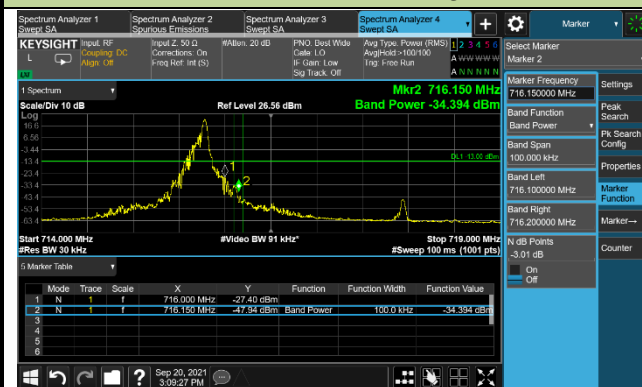 Spectrum Analyzer 1
Swept SA
Spectrum Analyzer 2
Spurious Emissions
Spectrum Analyzer 3
Swept SA
Spectrum Analyzer 4
Swept SA
+
Marker
KEYSIGHT
L
Input: RF
Coupling: DC
Align: Off
Input Z: 50 Ω
Corrections: On
Freq Ref: Int (S)
#Atten: 20 dB
PNO: Best Wide
Gate: LO
IF Gain: Low
Sig Track: Off
Avg Type: Power (RMS)
Avg|Hold:>100/100
Trig: Free Run
1 2 3 4 5 6
A W W W W W
A N N N N N
Select Marker
Marker 2
1 Spectrum
Scale/Div 10 dB
Log
Ref Level 26.56 dBm
Mkr2 716.150 MHz
Band Power -34.394 dBm
16.6
6.56
-3.44
-13.4
-23.4
-33.4
-43.4
-53.4
-63.4
DL1 -13.00 dBm
1
2
Start 714.000 MHz
#Res BW 30 kHz
#Video BW 91 kHz*
Stop 719.000 MHz
#Sweep 100 ms (1001 pts)
5 Marker Table
Mode Trace Scale X Y Function Function Width Function Value
1 N 1 f 716.000 MHz -27.40 dBm
2 N 1 f 716.150 MHz -47.94 dBm Band Power 100.0 kHz -34.394 dBm
3
4
5
6
Marker Frequency
716.150000 MHz
Band Function
Band Power
Band Span
100.000 kHz
Band Left
716.100000 MHz
Band Right
716.200000 MHz
N dB Points
-3.01 dB
On
Off
Settings
Peak
Search
Pk Search
Config
Properties
Marker
Function
Marker→
Counter
?
Sep 20, 2021
3:09:27 PM